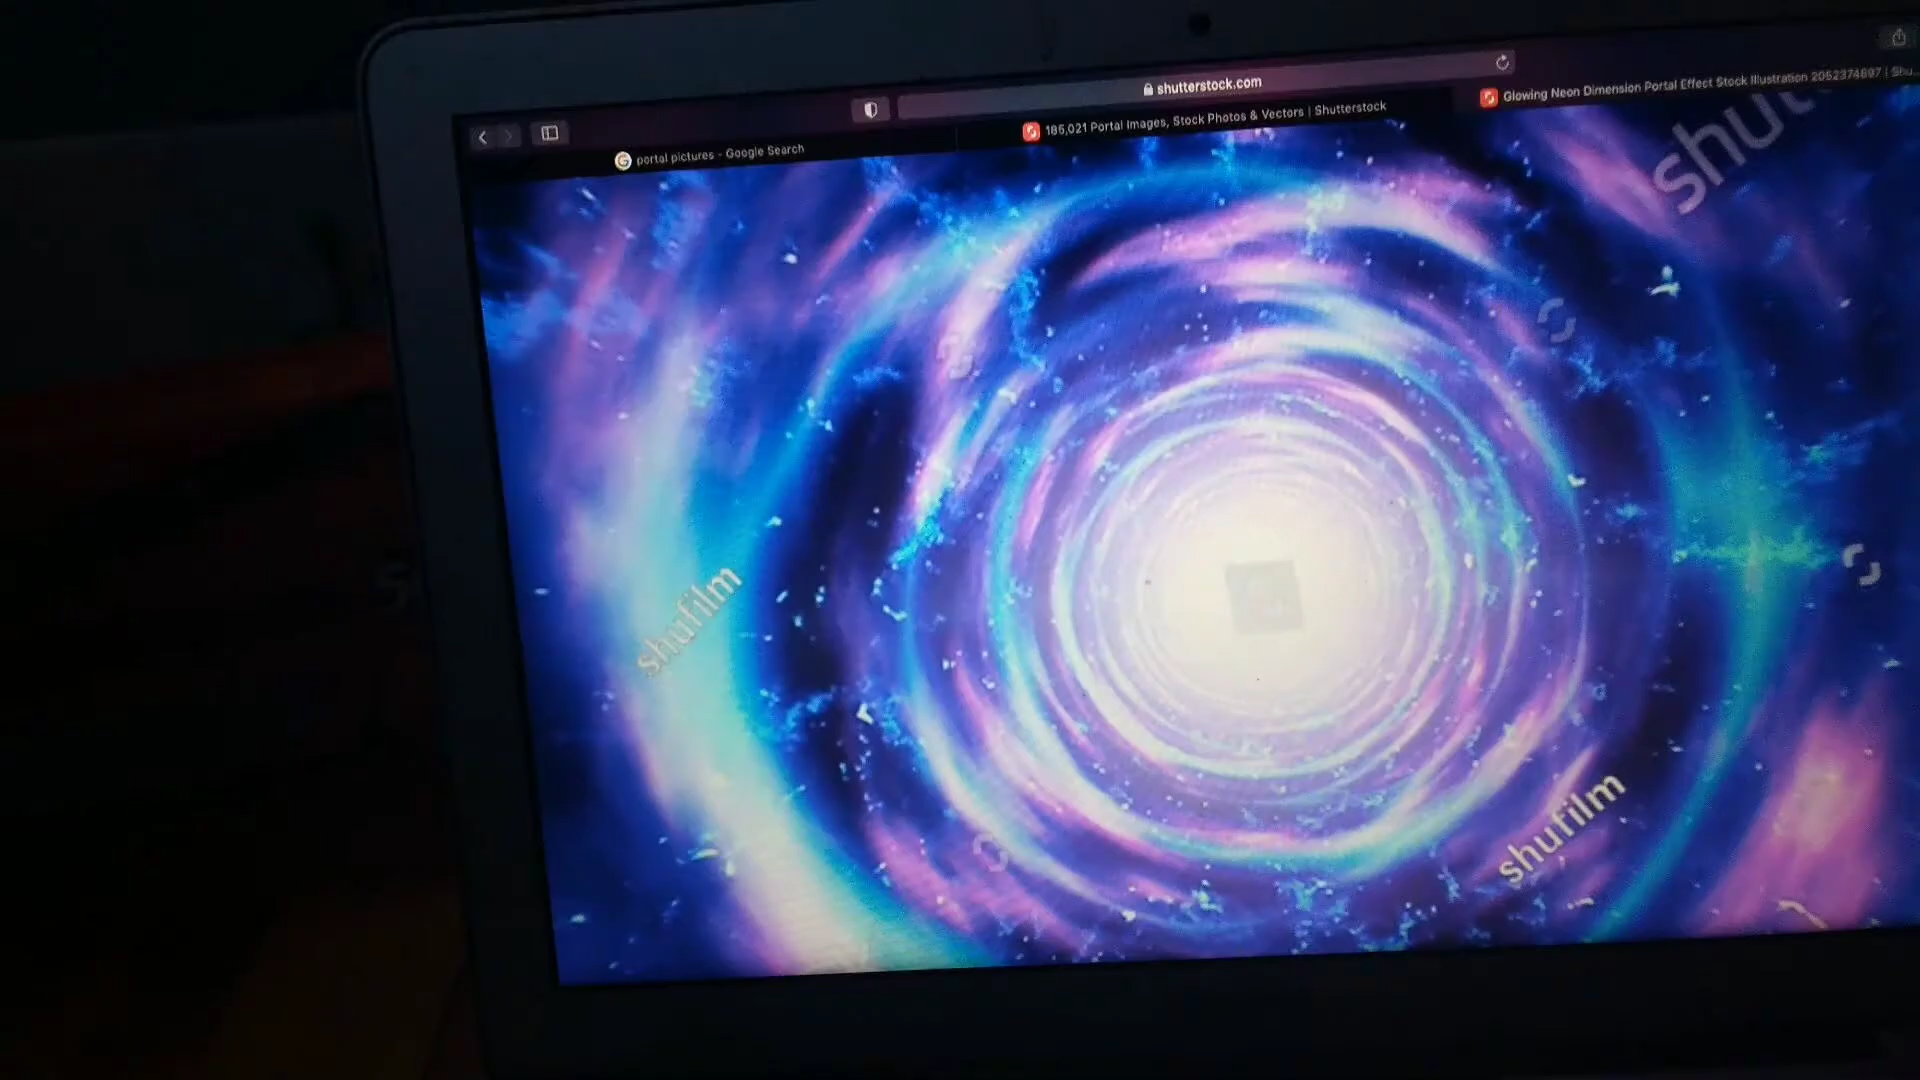 shutterstock.com
portal pictures - Google Search
185,021 Portal Images, Stock Photos & Vectors | Shutterstock
Glowing Neon Dimension Portal Effect Stock Illustration 2052374897 | Shu...
shut
shufilm
shufilm